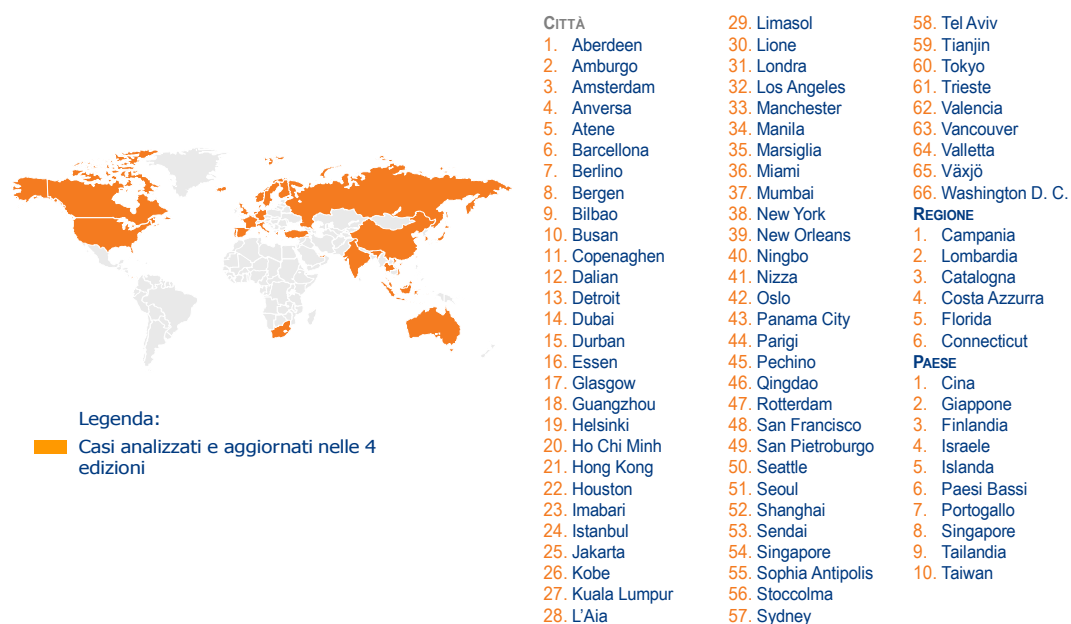 Legenda:
Casi analizzati e aggiornati nelle 4
edizioni
CITTÀ
1. Aberdeen
2. Amburgo
3. Amsterdam
4. Anversa
5. Atene
6. Barcellona
7. Berlino
8. Bergen
9. Bilbao
10. Busan
11. Copenaghen
12. Dalian
13. Detroit
14. Dubai
15. Durban
16. Essen
17. Glasgow
18. Guangzhou
19. Helsinki
20. Ho Chi Minh
21. Hong Kong
22. Houston
23. Imabari
24. Istanbul
25. Jakarta
26. Kobe
27. Kuala Lumpur
28. L'Aia
29. Limasol
30. Lione
31. Londra
32. Los Angeles
33. Manchester
34. Manila
35. Marsiglia
36. Miami
37. Mumbai
38. New York
39. New Orleans
40. Ningbo
41. Nizza
42. Oslo
43. Panama City
44. Parigi
45. Pechino
46. Qingdao
47. Rotterdam
48. San Francisco
49. San Pietroburgo
50. Seattle
51. Seoul
52. Shanghai
53. Sendai
54. Singapore
55. Sophia Antipolis
56. Stoccolma
57. Sydney
58. Tel Aviv
59. Tianjin
60. Tokyo
61. Trieste
62. Valencia
63. Vancouver
64. Valletta
65. Växjö
66. Washington D. C.
REGIONE
1. Campania
2. Lombardia
3. Catalogna
4. Costa Azzurra
5. Florida
6. Connecticut
PAESE
1. Cina
2. Giappone
3. Finlandia
4. Israele
5. Islanda
6. Paesi Bassi
7. Portogallo
8. Singapore
9. Tailandia
10. Taiwan